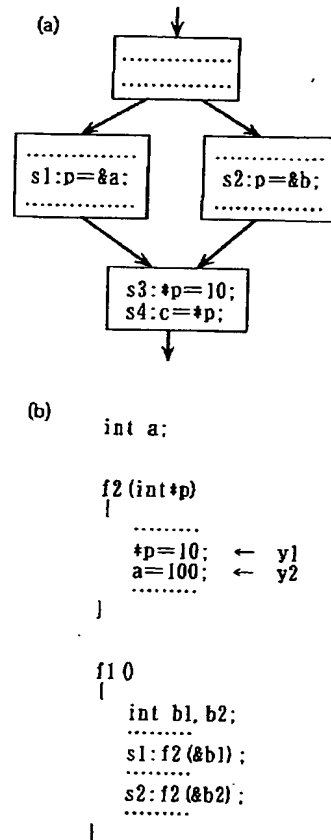 (a)
....................
....................
....................
s1:p=&a;
....................
....................
s2:p=&b;
....................
s3:*p=10;
s4:c=*p;
(b)
int a;
f2(int*p)
{
..........
*p=10; ← y1
a=100; ← y2
..........
}
f1()
{
int b1, b2;
..........
s1:f2(&b1);
..........
s2:f2(&b2);
..........
}